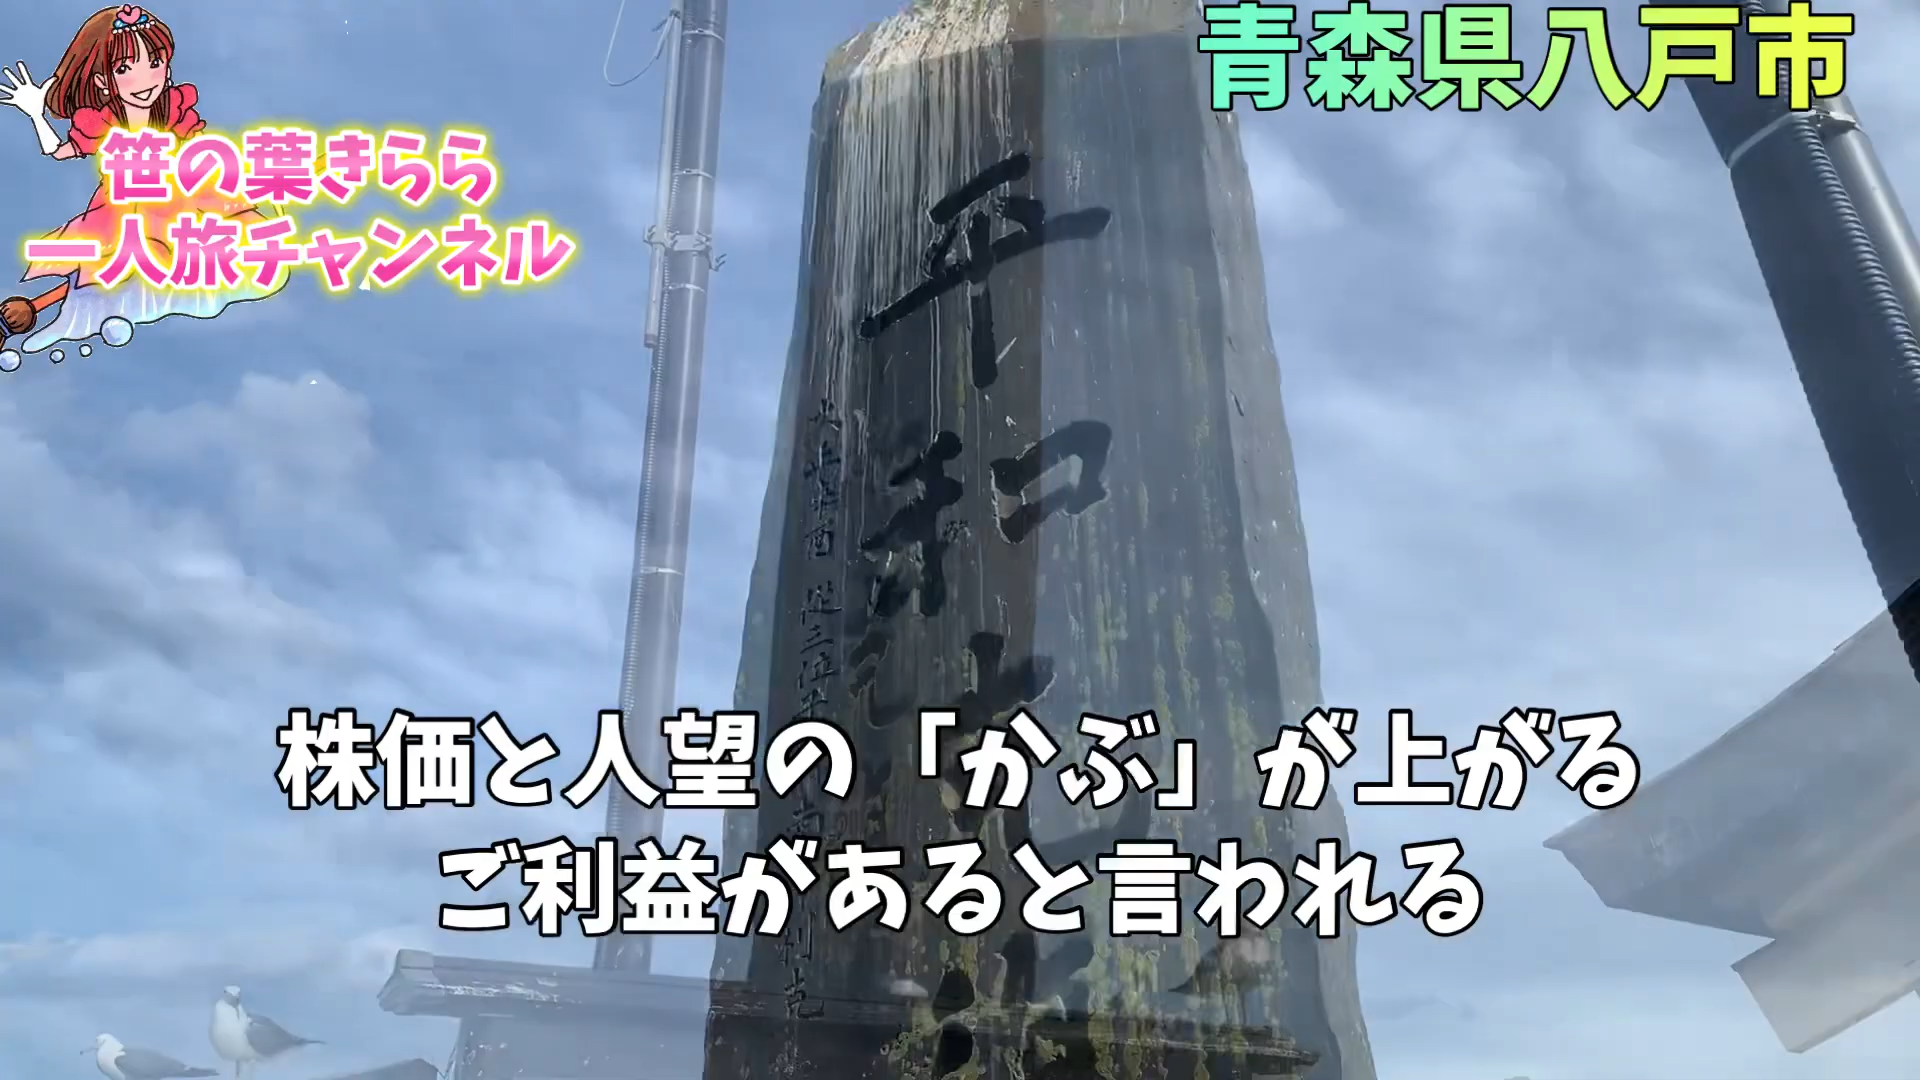 青森県八戸市
笹の葉きらら
一人旅チャンネル
平和
株価と人望の「かぶ」が上がる
ご利益があると言われる